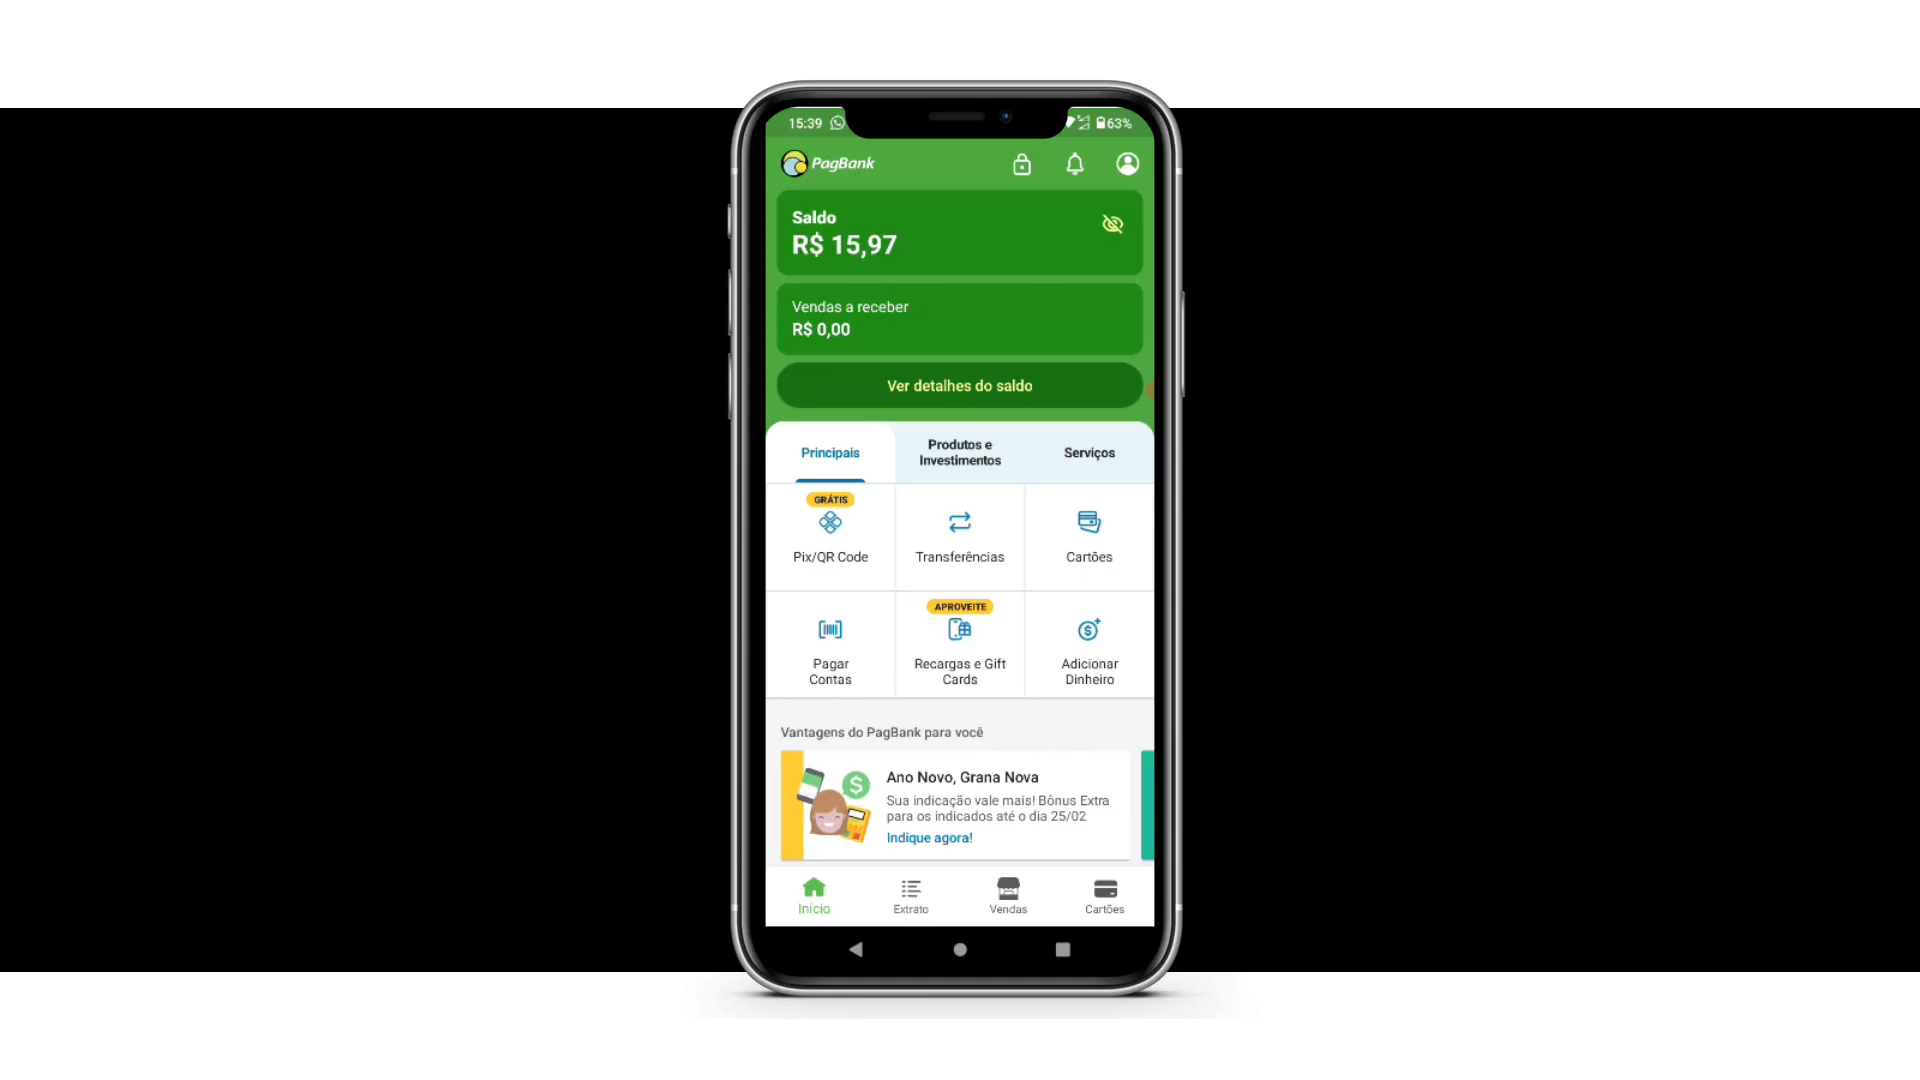 15:39
63%
PagBank
Saldo
R$ 15,97
Vendas a receber
R$ 0,00
Ver detalhes do saldo
Principais
Produtos e
Investimentos
Serviços
GRÁTIS
Pix/QR Code
Transferências
Cartões
Pagar
Contas
APROVEITE
Recargas e Gift
Cards
Adicionar
Dinheiro
Vantagens do PagBank para você
Ano Novo, Grana Nova
Sua indicação vale mais! Bônus Extra
para os indicados até o dia 25/02
Indique agora!
Início
Extrato
Vendas
Cartões